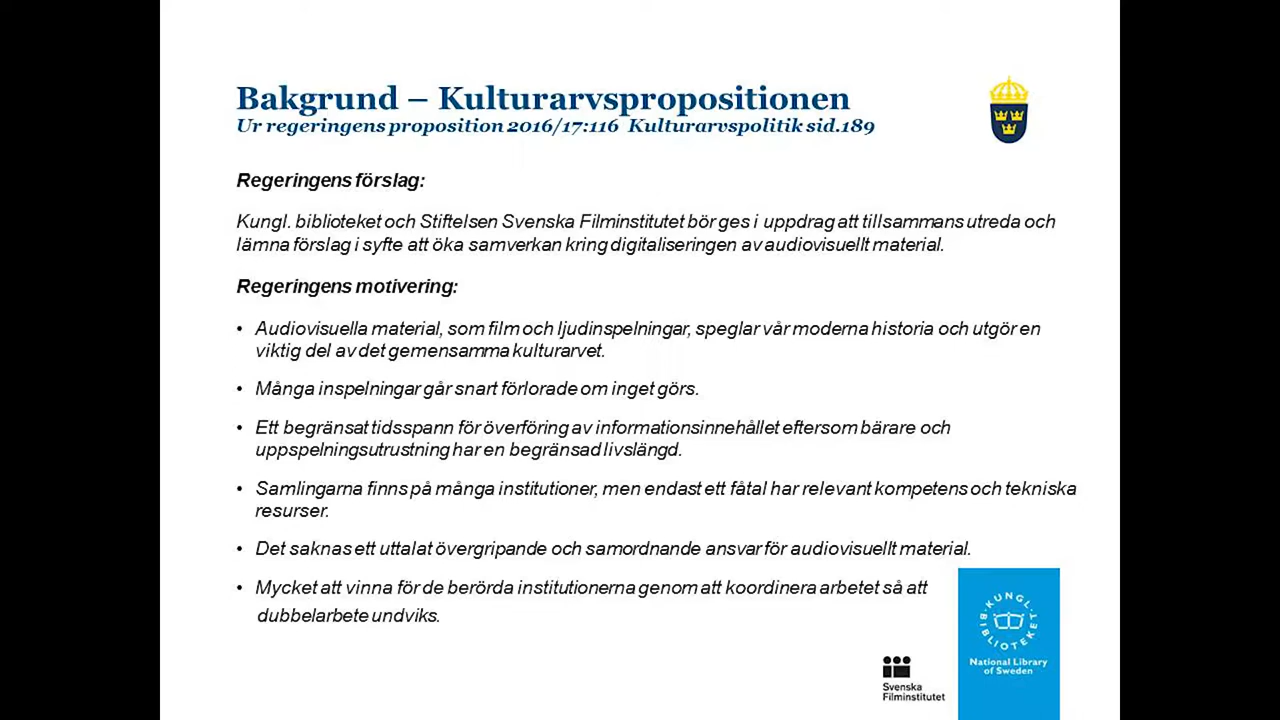 Bakgrund – Kulturarvspropositionen
Ur regeringens proposition 2016/17:116 Kulturarvspolitik sid.189
Regeringens förslag:
Kungl. biblioteket och Stiftelsen Svenska Filminstitutet bör ges i uppdrag att tillsammans utreda och
lämna förslag i syfte att öka samverkan kring digitaliseringen av audiovisuellt material.
Regeringens motivering:
• Audiovisuella material, som film och ljudinspelningar, speglar vår moderna historia och utgör en
viktig del av det gemensamma kulturarvet.
• Många inspelningar går snart förlorade om inget görs.
• Ett begränsat tidsspann för överföring av informationsinnehållet eftersom bärare och
uppspelningsutrustning har en begränsad livslängd.
• Samlingarna finns på många institutioner, men endast ett fåtal har relevant kompetens och tekniska
resurser.
• Det saknas ett uttalat övergripande och samordnande ansvar för audiovisuellt material.
• Mycket att vinna för de berörda institutionerna genom att koordinera arbetet så att
dubbelarbete undviks.
KUNGL.
BIBLIOTEKET
National Library
of Sweden
Svenska
Filminstitutet